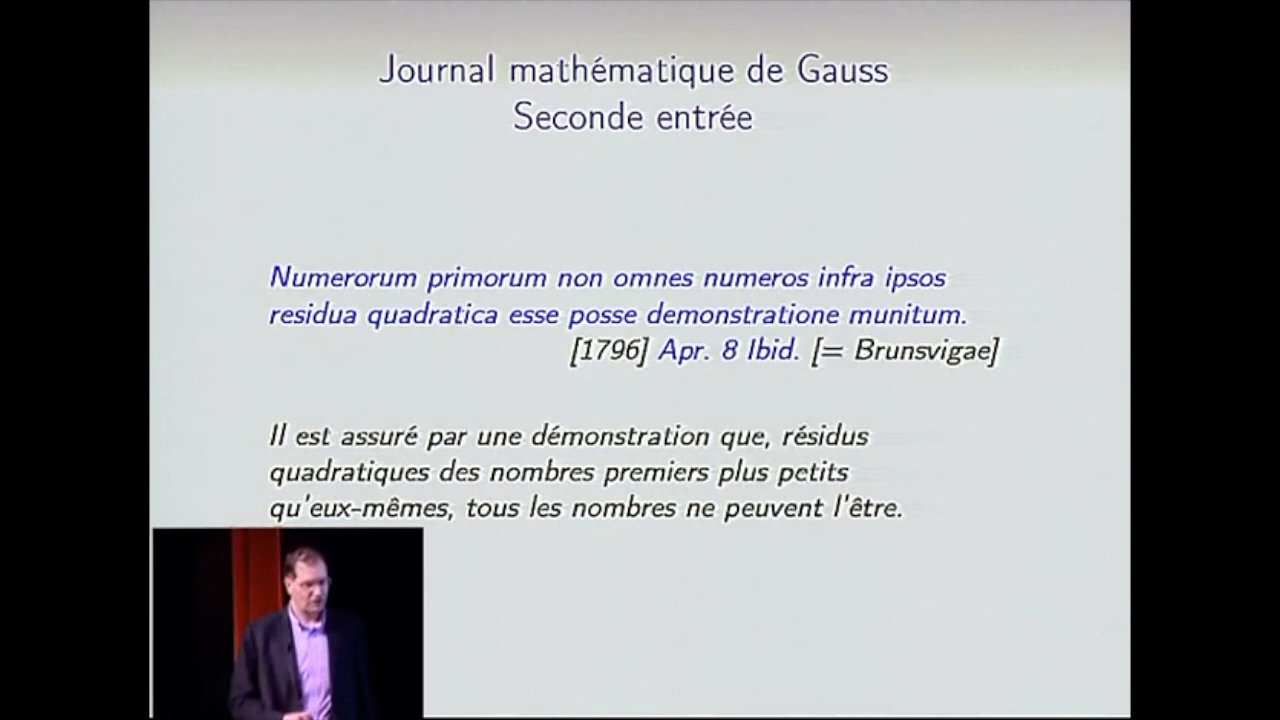 Journal mathématique de Gauss
Seconde entrée
Numerorum primorum non omnes numeros infra ipsos
residua quadratica esse posse demonstratione munitum.
[1796] Apr. 8 Ibid. [= Brunsvigae]
Il est assuré par une démonstration que, résidus
quadratiques des nombres premiers plus petits
qu'eux-mêmes, tous les nombres ne peuvent l'être.